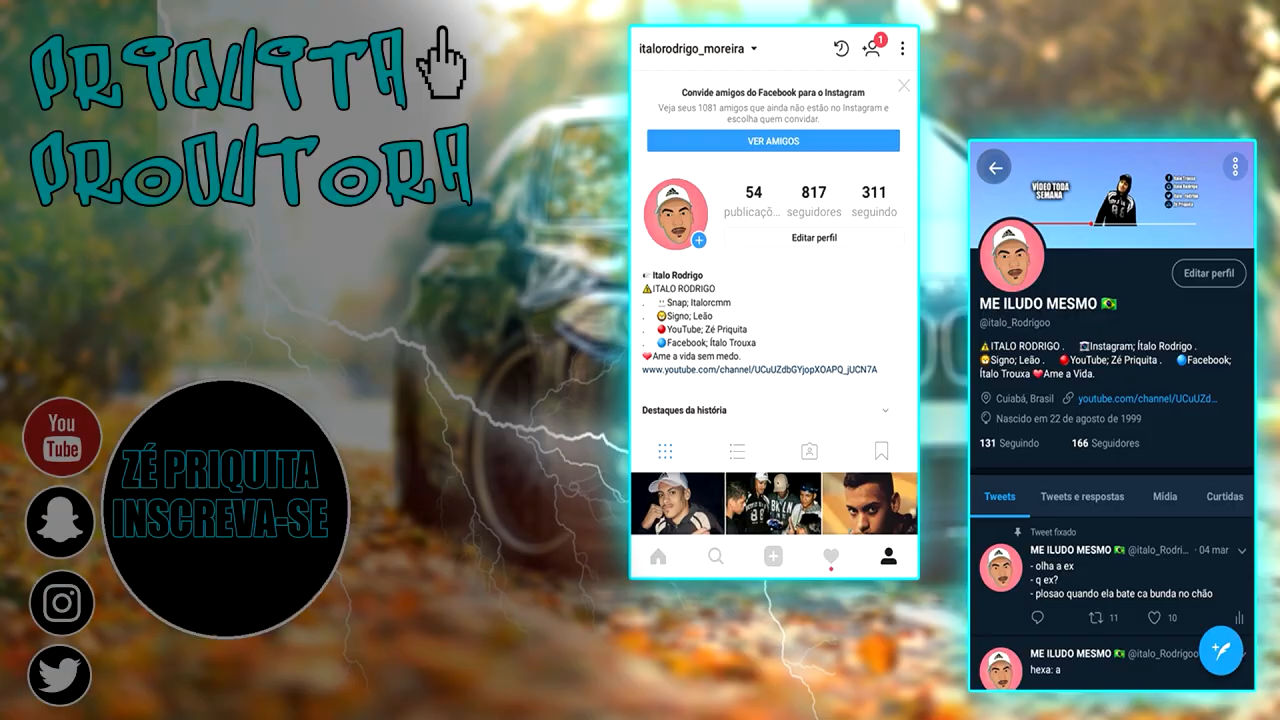 PRIQUITA
PRODUTORA
You
Tube
ZÉ PRIQUITA
INSCREVA-SE
italorodrigo_moreira
1
Convide amigos do Facebook para o Instagram
Veja seus 1081 amigos que ainda não estão no Instagram e
escolha quem convidar.
VER AMIGOS
54 817 311
publicaçõ... seguidores seguindo
Editar perfil
Italo Rodrigo
⚠ITALO RODRIGO
. Snap; Italorcmm
. Signo; Leão
. YouTube; Zé Priquita
. Facebook; Ítalo Trouxa
❤Ame a vida sem medo.
www.youtube.com/channel/UCuUZdbGYjopXOAPQ_jUCN7A
Destaques da história
VÍDEO TODA
SEMANA
Editar perfil
ME ILUDO MESMO 🇧🇷
@italo_Rodrigoo
⚠ITALO RODRIGO . Instagram; Ítalo Rodrigo .
Signo; Leão . YouTube; Zé Priquita . Facebook;
Ítalo Trouxa ❤Ame a Vida.
Cuiabá, Brasil youtube.com/channel/UCuUZd...
Nascido em 22 de agosto de 1999
131 Seguindo 166 Seguidores
Tweets Tweets e respostas Mídia Curtidas
Tweet fixado
ME ILUDO MESMO 🇧🇷 @italo_Rodri... · 04 mar
- olha a ex
- q ex?
- plosao quando ela bate ca bunda no chão
11 10
ME ILUDO MESMO 🇧🇷 @italo_Rodrigoo
hexa: a